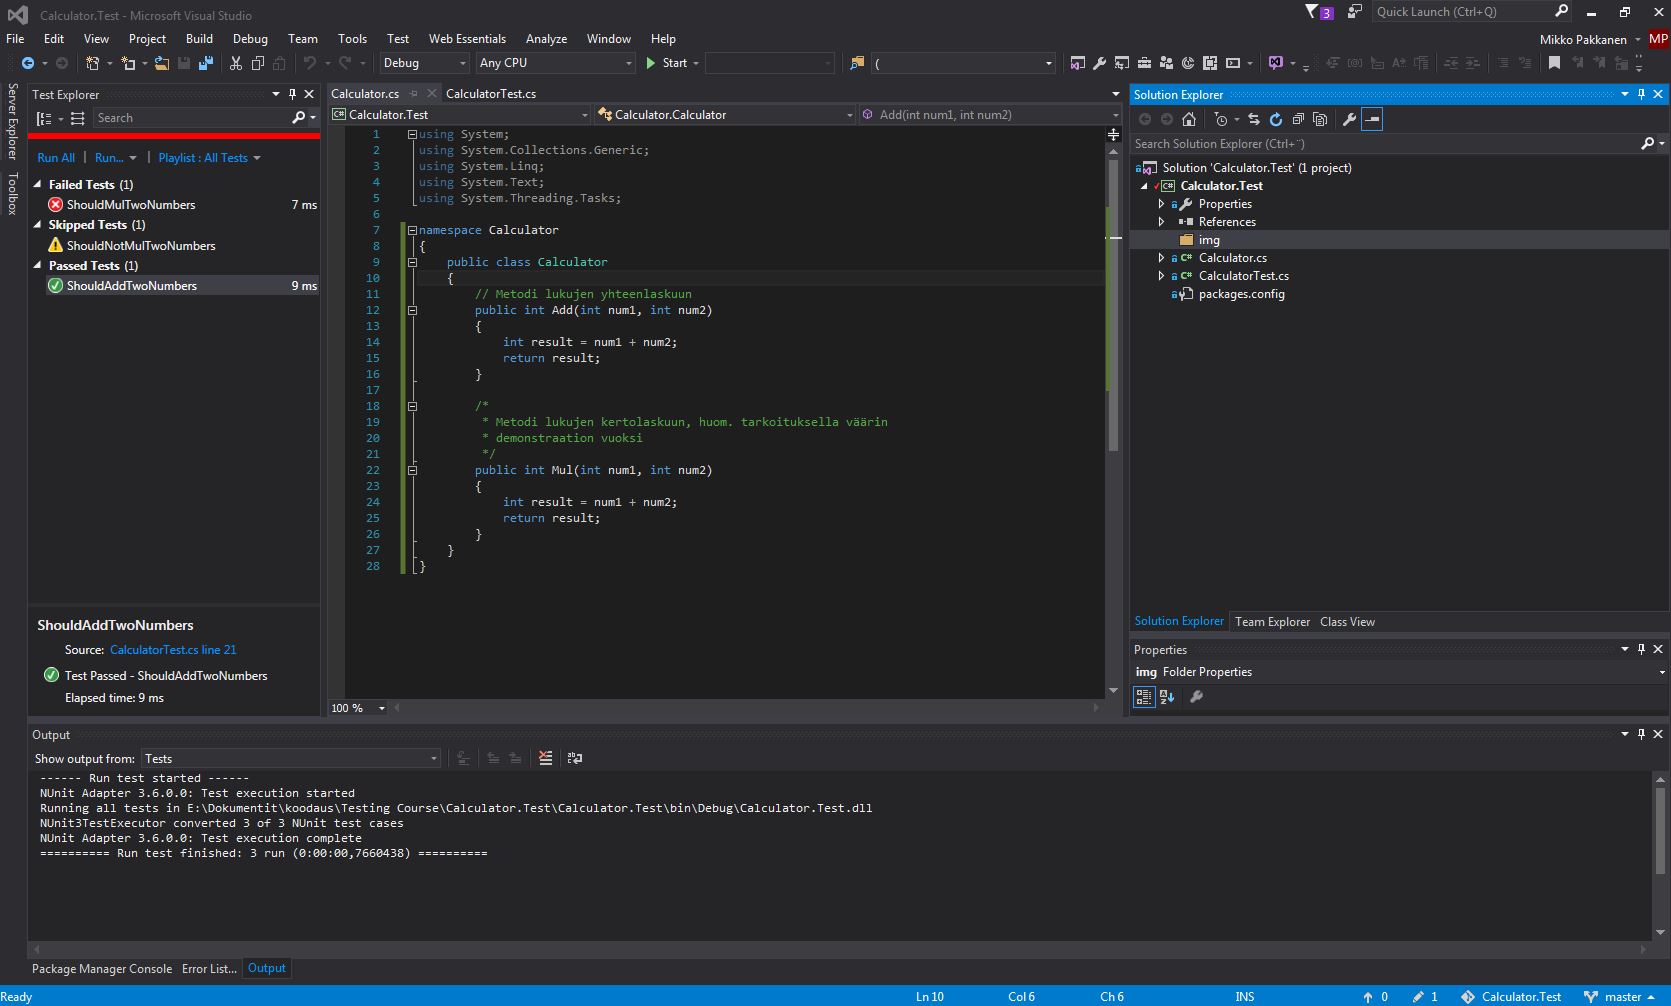 Calculator.Test - Microsoft Visual Studio
3
Quick Launch (Ctrl+Q)
File Edit View Project Build Debug Team Tools Test Web Essentials Analyze Window Help
Mikko Pakkanen MP
Debug Any CPU Start (
Server Explorer
Toolbox
Test Explorer
Search
Run All Run... Playlist : All Tests
Failed Tests (1)
ShouldMulTwoNumbers 7 ms
Skipped Tests (1)
ShouldNotMulTwoNumbers
Passed Tests (1)
ShouldAddTwoNumbers 9 ms
ShouldAddTwoNumbers
Source: CalculatorTest.cs line 21
Test Passed - ShouldAddTwoNumbers
Elapsed time: 9 ms
Calculator.cs CalculatorTest.cs
Calculator.Test Calculator.Calculator Add(int num1, int num2)
1 using System;
2 using System.Collections.Generic;
3 using System.Linq;
4 using System.Text;
5 using System.Threading.Tasks;
6
7 namespace Calculator
8 {
9 public class Calculator
10 {
11 // Metodi lukujen yhteenlaskuun
12 public int Add(int num1, int num2)
13 {
14 int result = num1 + num2;
15 return result;
16 }
17
18 /*
19 * Metodi lukujen kertolaskuun, huom. tarkoituksella väärin
20 * demonstraation vuoksi
21 */
22 public int Mul(int num1, int num2)
23 {
24 int result = num1 + num2;
25 return result;
26 }
27 }
28 }
100 %
Solution Explorer
Search Solution Explorer (Ctrl+¨)
Solution 'Calculator.Test' (1 project)
Calculator.Test
Properties
References
img
Calculator.cs
CalculatorTest.cs
packages.config
Solution Explorer Team Explorer Class View
Properties
img Folder Properties
Output
Show output from: Tests
------ Run test started ------
NUnit Adapter 3.6.0.0: Test execution started
Running all tests in E:\Dokumentit\koodaus\Testing Course\Calculator.Test\Calculator.Test\bin\Debug\Calculator.Test.dll
NUnit3TestExecutor converted 3 of 3 NUnit test cases
NUnit Adapter 3.6.0.0: Test execution complete
========== Run test finished: 3 run (0:00:00,7660438) ==========
Package Manager Console Error List... Output
Ready Ln 10 Col 6 Ch 6 INS 0 1 Calculator.Test master